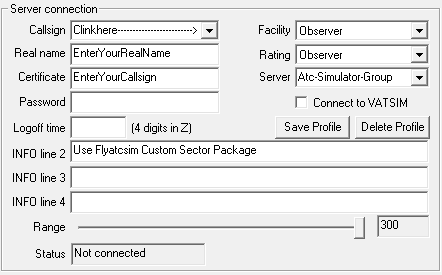 Server connection
Callsign Clinkhere-------------------------> Facility Observer
Real name EnterYourRealName Rating Observer
Certificate EnterYourCallsign Server Atc-Simulator-Group
Password Connect to VATSIM
Logoff time (4 digits in Z) Save Profile Delete Profile
INFO line 2 Use Flyatcsim Custom Sector Package
INFO line 3
INFO line 4
Range 300
Status Not connected